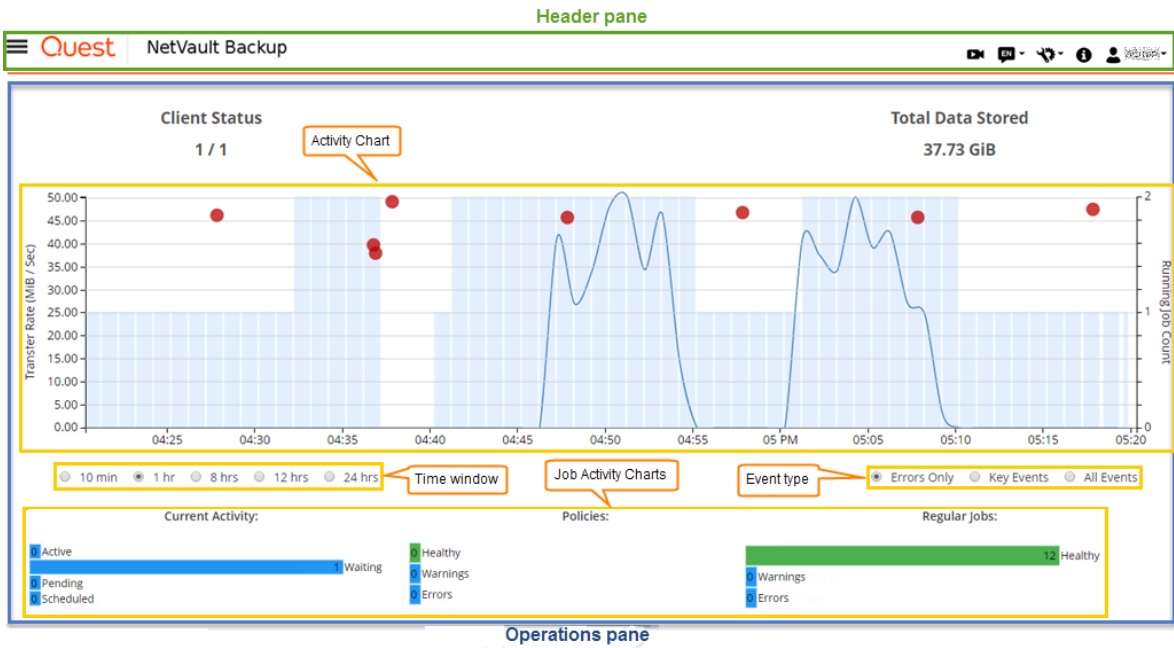 Header pane
Quest NetVault Backup
EN
Client Status
1 / 1
Total Data Stored
37.73 GiB
Activity Chart
50.00
45.00
40.00
35.00
30.00
25.00
20.00
15.00
10.00
5.00
0.00
Transfer Rate (MiB / Sec)
2
1
0
Running Job Count
04:25 04:30 04:35 04:40 04:45 04:50 04:55 05 PM 05:05 05:10 05:15 05:20
10 min 1 hr 8 hrs 12 hrs 24 hrs
Time window
Job Activity Charts
Event type
Errors Only Key Events All Events
Current Activity:
0 Active
1 Waiting
0 Pending
0 Scheduled
Policies:
0 Healthy
0 Warnings
0 Errors
Regular Jobs:
12 Healthy
0 Warnings
0 Errors
Operations pane